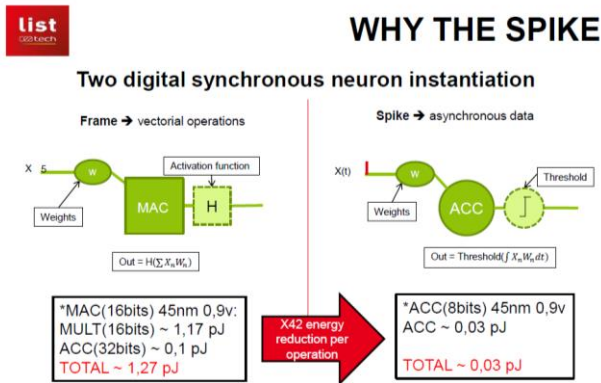 list
ceatech
WHY THE SPIKE
Two digital synchronous neuron instantiation
Frame ➔ vectorial operations
X 5
W
Weights
MAC
Activation function
H
Out = H(∑ XₙWₙ)
*MAC(16bits) 45nm 0,9v:
MULT(16bits) ~ 1,17 pJ
ACC(32bits) ~ 0,1 pJ
TOTAL ~ 1,27 pJ
X42 energy
reduction per
operation
Spike ➔ asynchronous data
X(t)
W
Weights
ACC
Threshold
Out = Threshold(∫ XₙWₙ dt)
*ACC(8bits) 45nm 0,9v
ACC ~ 0,03 pJ
TOTAL ~ 0,03 pJ